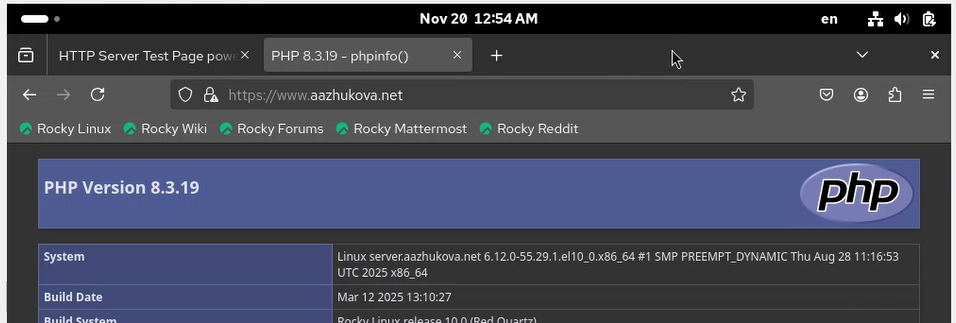 Nov 20 12:54 AM
en
HTTP Server Test Page pow
PHP 8.3.19 - phpinfo()
https://www.aazhukova.net
Rocky Linux
Rocky Wiki
Rocky Forums
Rocky Mattermost
Rocky Reddit
PHP Version 8.3.19
php
System
Linux server.aazhukova.net 6.12.0-55.29.1.el10_0.x86_64 #1 SMP PREEMPT_DYNAMIC Thu Aug 28 11:16:53
UTC 2025 x86_64
Build Date
Mar 12 2025 13:10:27
Build System
Rocky Linux release 10.0 (Red Quartz)